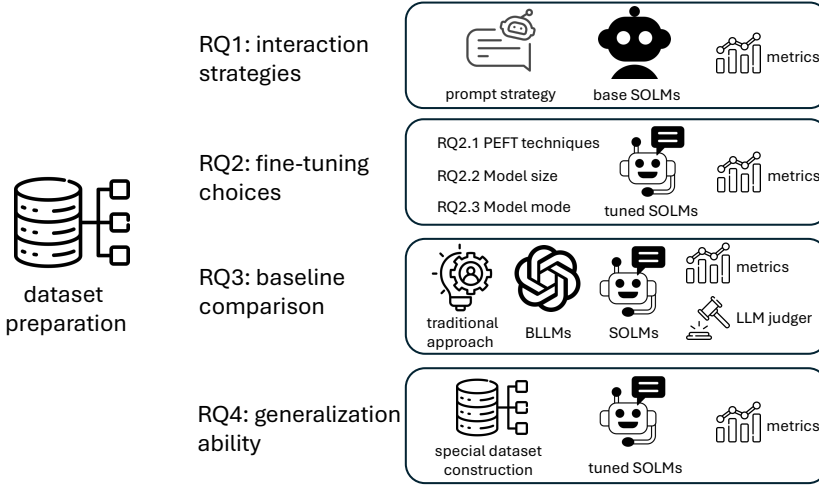 dataset
preparation
RQ1: interaction
strategies
prompt strategy
base SOLMs
metrics
RQ2: fine-tuning
choices
RQ2.1 PEFT techniques
RQ2.2 Model size
RQ2.3 Model mode
tuned SOLMs
metrics
RQ3: baseline
comparison
traditional
approach
BLLMs
SOLMs
metrics
LLM judger
RQ4: generalization
ability
special dataset
construction
tuned SOLMs
metrics